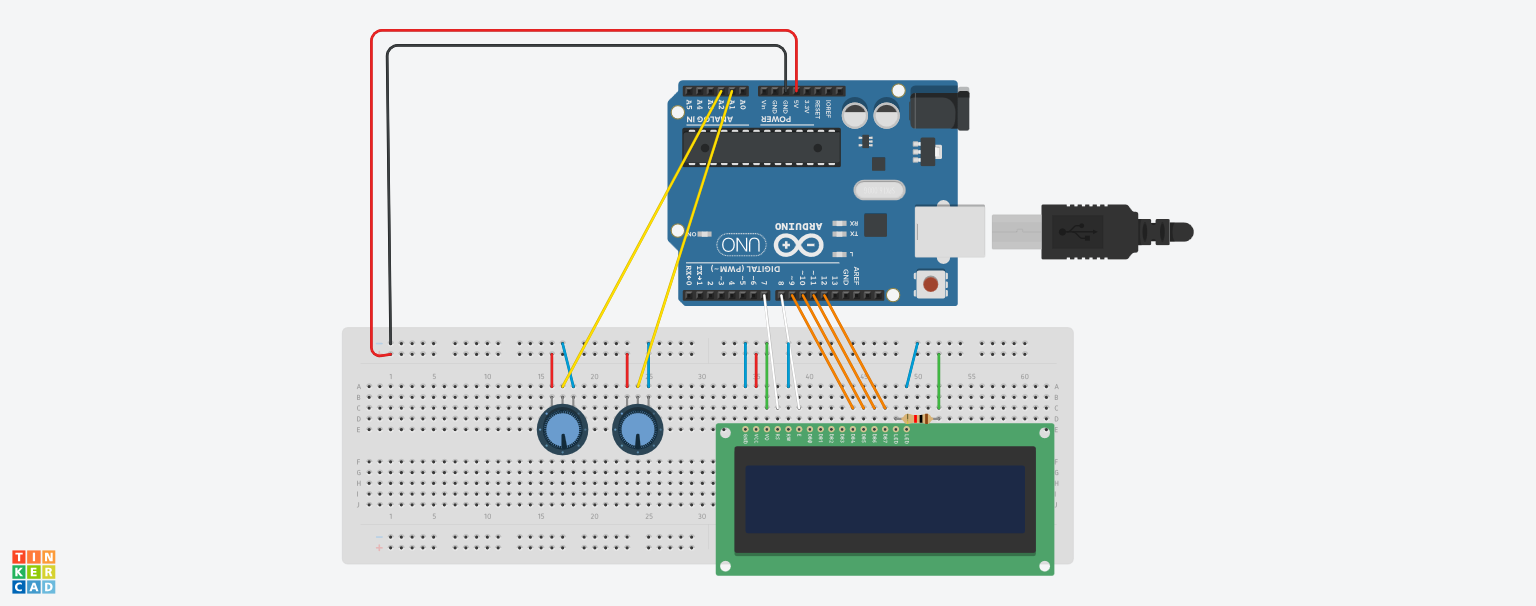 A5 A4 A3 A2 A1 A0
Vin GND GND 5V 3.3V RESET IOREF
ANALOG IN
POWER
RX
TX
ARDUINO
ON
UNO
L
DIGITAL (PWM~)
RX←0 TX→1 2 ~3 4 ~5 ~6 7 8 ~9 ~10 ~11 12 13 GND AREF
1 5 10 15 20 25 30 40 50 55 60
A A
B B
C C
D D
E E
GND VCC VO RS RW E DB0 DB1 DB2 DB3 DB4 DB5 DB6 DB7 LED LED
F F
G G
H H
I I
J J
1 5 10 15 20 25 30
TIN
KER
CAD